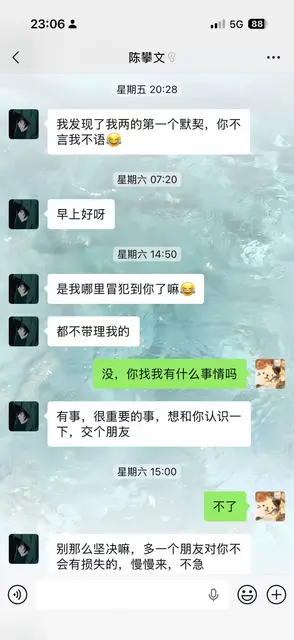 23:06
5G
88
陈攀文
星期五 20:28
我发现了我两的第一个默契，你不
言我不语😂
星期六 07:20
早上好呀
星期六 14:50
是我哪里冒犯到你了嘛😂
都不带理我的
没，你找我有什么事情吗
有事，很重要的事，想和你认识一
下，交个朋友
星期六 15:00
不了
别那么坚决嘛，多一个朋友对你不
会有损失的，慢慢来，不急